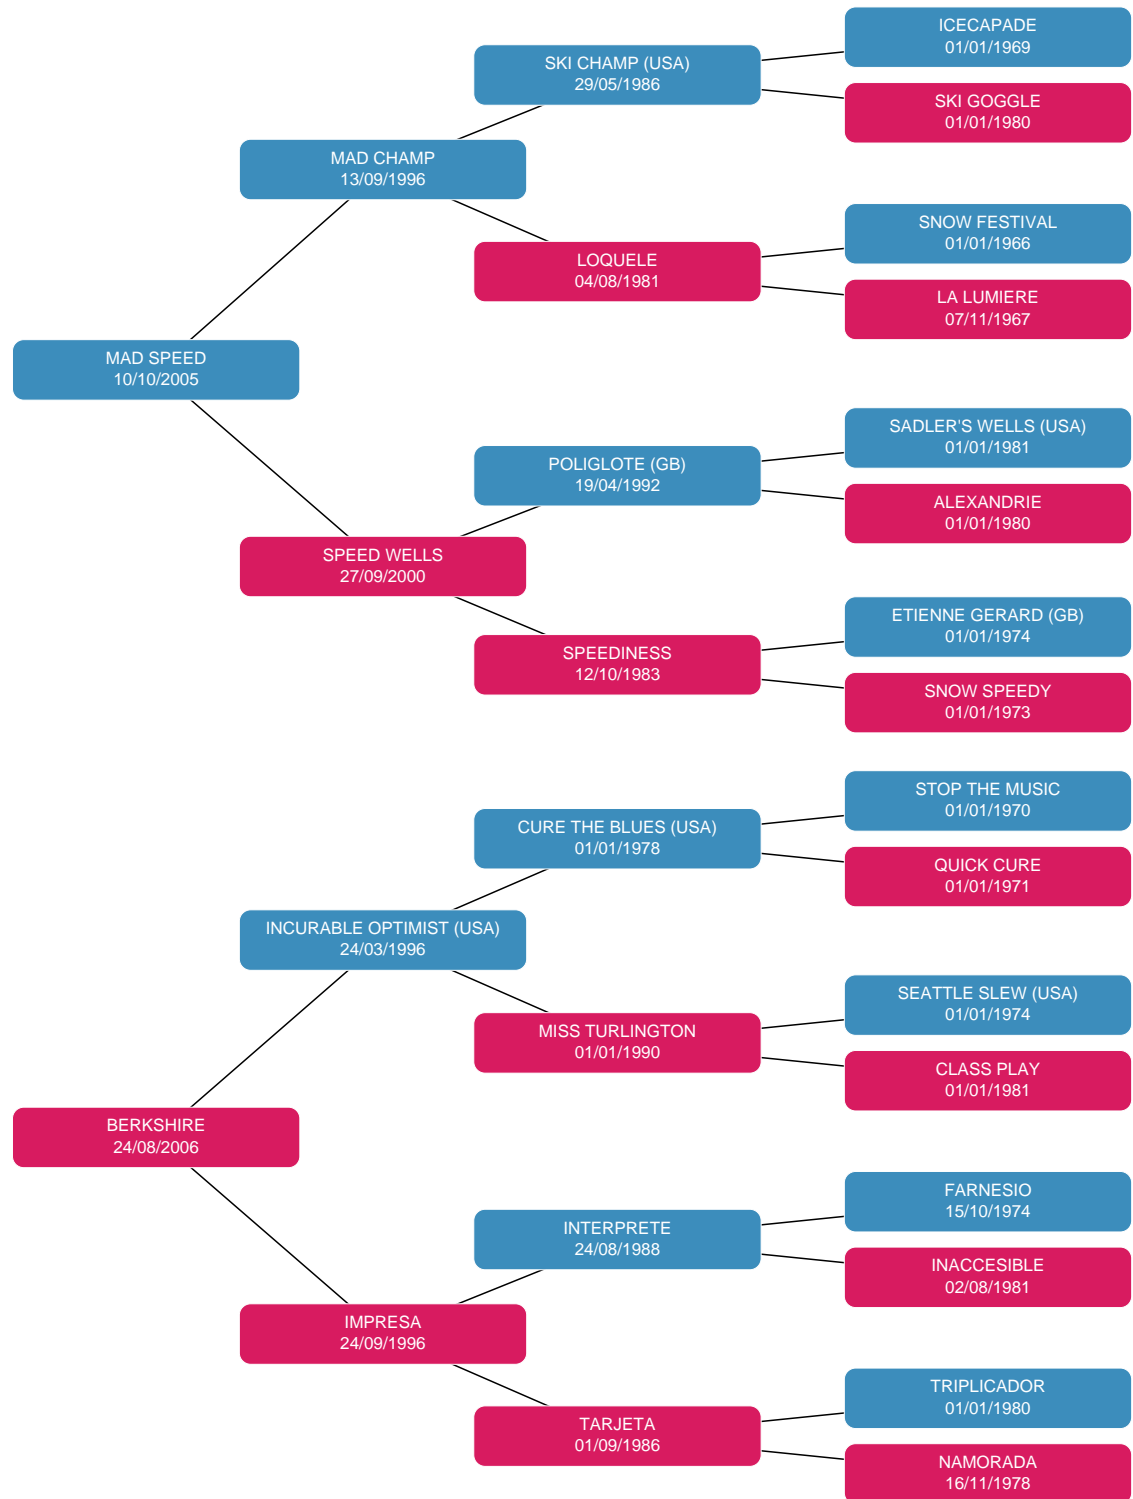 ICECAPADE
01/01/1969
SKI CHAMP (USA)
29/05/1986
SKI GOGGLE
01/01/1980
MAD CHAMP
13/09/1996
SNOW FESTIVAL
01/01/1966
LOQUELE
04/08/1981
LA LUMIERE
07/11/1967
MAD SPEED
10/10/2005
SADLER'S WELLS (USA)
01/01/1981
POLIGLOTE (GB)
19/04/1992
ALEXANDRIE
01/01/1980
SPEED WELLS
27/09/2000
ETIENNE GERARD (GB)
01/01/1974
SPEEDINESS
12/10/1983
SNOW SPEEDY
01/01/1973
STOP THE MUSIC
01/01/1970
CURE THE BLUES (USA)
01/01/1978
QUICK CURE
01/01/1971
INCURABLE OPTIMIST (USA)
24/03/1996
SEATTLE SLEW (USA)
01/01/1974
MISS TURLINGTON
01/01/1990
CLASS PLAY
01/01/1981
BERKSHIRE
24/08/2006
FARNESIO
15/10/1974
INTERPRETE
24/08/1988
INACCESIBLE
02/08/1981
IMPRESA
24/09/1996
TRIPLICADOR
01/01/1980
TARJETA
01/09/1986
NAMORADA
16/11/1978